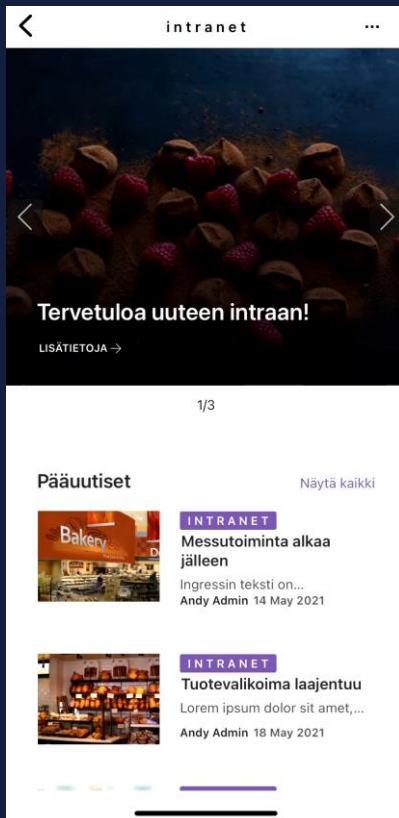 intranet
Tervetuloa uuteen intraan!
LISÄTIETOJA
1/3
Pääuutiset
Näytä kaikki
Bakery
INTRANET
Messutoiminta alkaa
jälleen
Ingressin teksti on...
Andy Admin 14 May 2021
INTRANET
Tuotevalikoima laajentuu
Lorem ipsum dolor sit amet,...
Andy Admin 18 May 2021